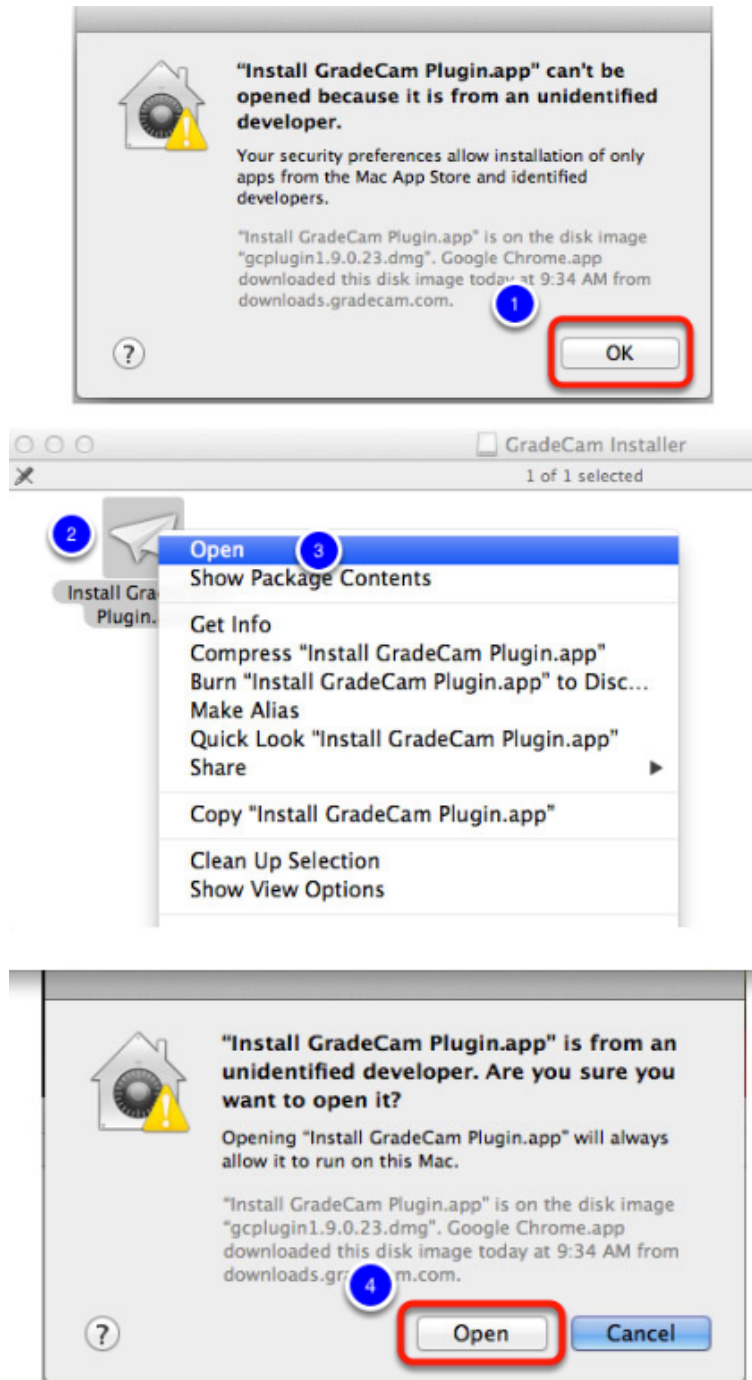 “Install GradeCam Plugin.app” can’t be
opened because it is from an unidentified
developer.
Your security preferences allow installation of only
apps from the Mac App Store and identified
developers.
“Install GradeCam Plugin.app” is on the disk image
“gcplugin1.9.0.23.dmg”. Google Chrome.app
downloaded this disk image today at 9:34 AM from
downloads.gradecam.com.
1
?
OK
GradeCam Installer
1 of 1 selected
2
Install
Plugin.
Open
3
Show Package Contents
Get Info
Compress “Install GradeCam Plugin.app”
Burn “Install GradeCam Plugin.app” to Disc...
Make Alias
Quick Look “Install GradeCam Plugin.app”
Share
Copy “Install GradeCam Plugin.app”
Clean Up Selection
Show View Options
“Install GradeCam Plugin.app” is from an
unidentified developer. Are you sure you
want to open it?
Opening “Install GradeCam Plugin.app” will always
allow it to run on this Mac.
“Install GradeCam Plugin.app” is on the disk image
“gcplugin1.9.0.23.dmg”. Google Chrome.app
downloaded this disk image today at 9:34 AM from
4
?
Open
Cancel